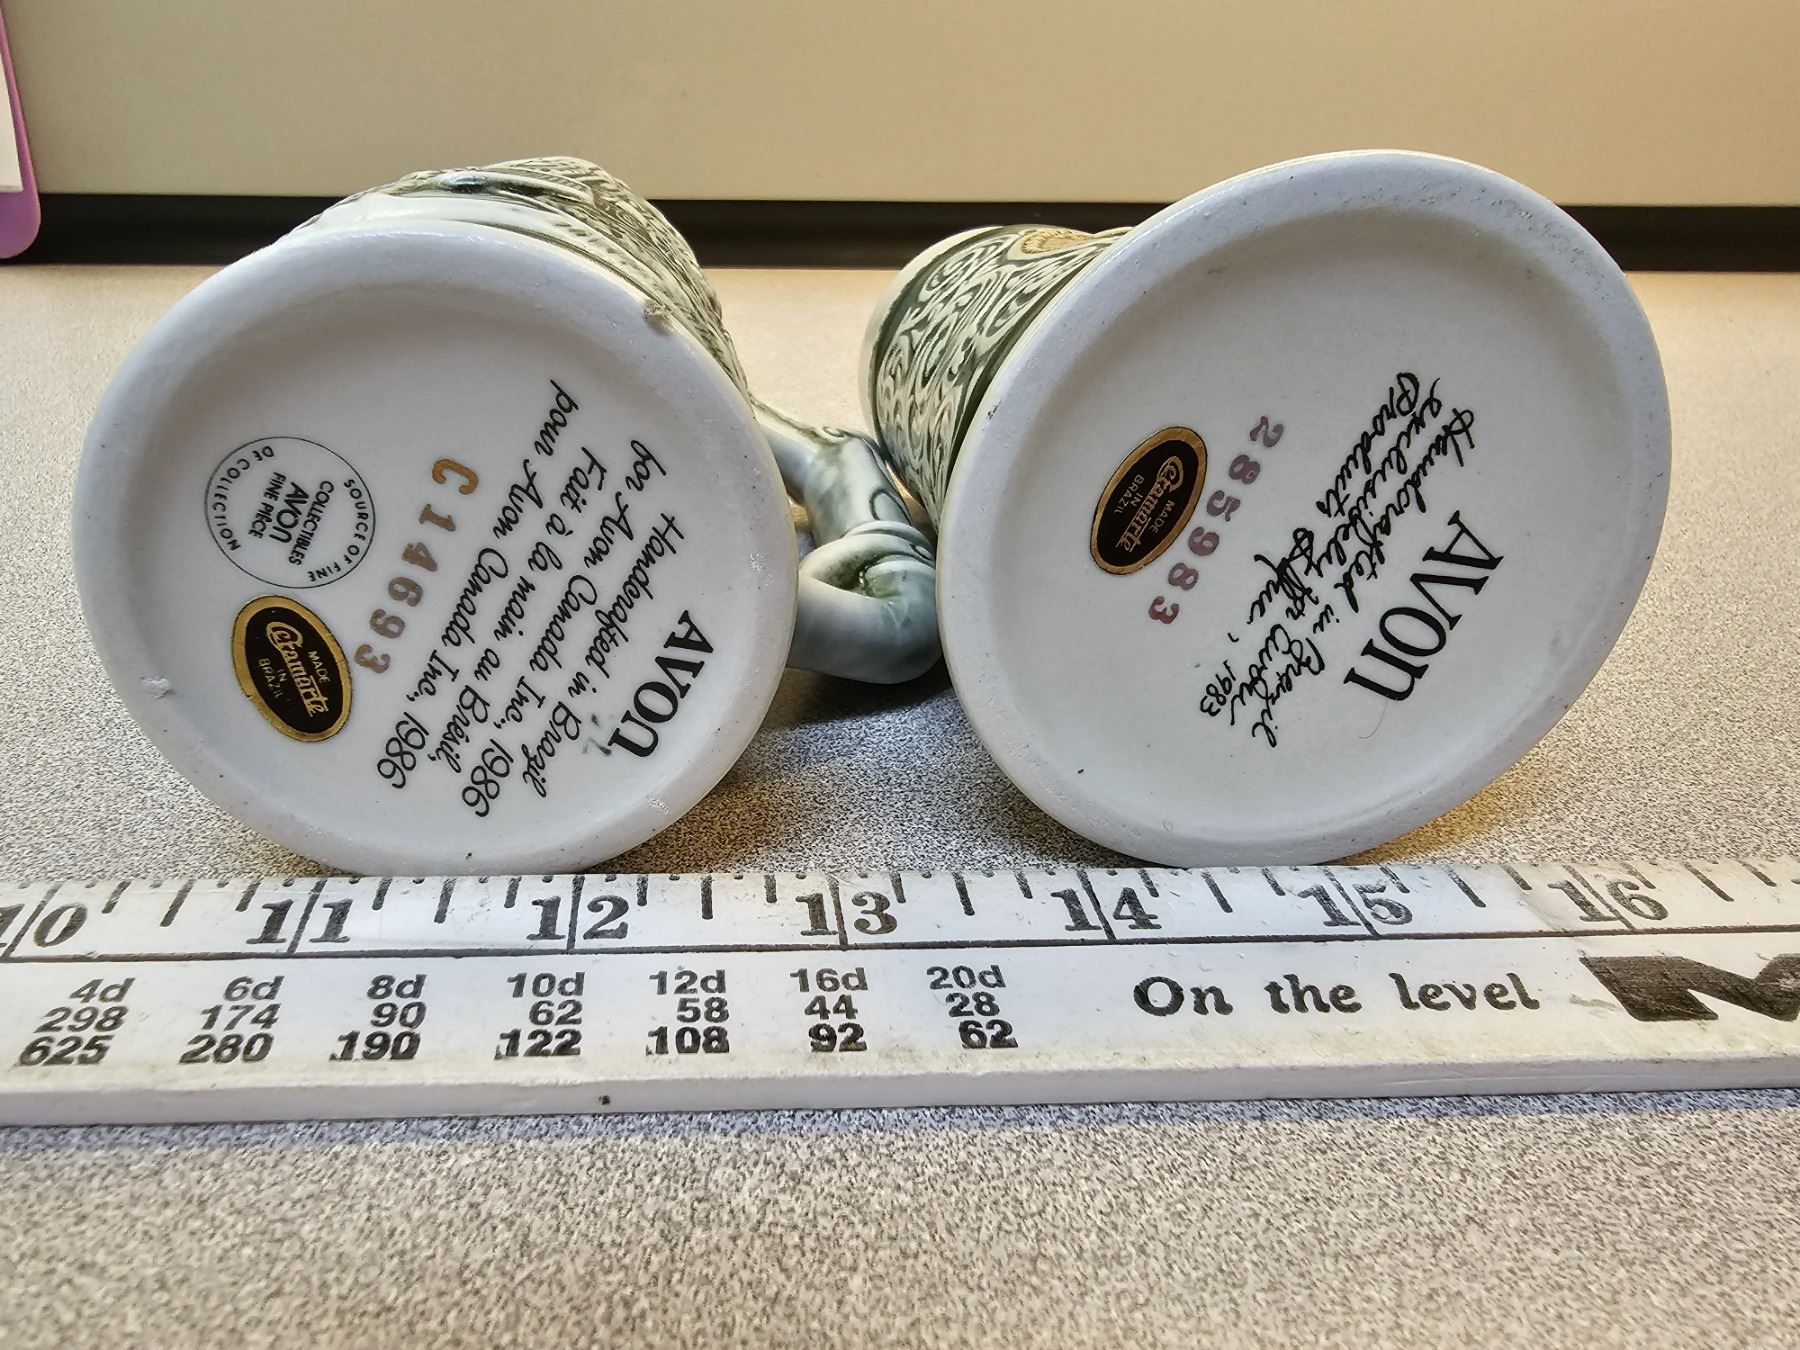 AVON
Handcrafted in Brazil
for Avon Canada Inc., 1986
Fait à la main au Brésil,
pour Avon Canada Inc., 1986
C14693
SOURCE OF FINE
COLLECTIBLES
AVON
FINE PIECE
DE COLLECTION
MADE
Ceramarte
IN
BRAZIL
AVON
Handcrafted in Brazil
exclusively for Avon
Products, Inc., 1983
285983
MADE
Ceramarte
IN
BRAZIL
10 11 12 13 14 15 16
4d 6d 8d 10d 12d 16d 20d
298 174 90 62 58 44 28
625 280 190 122 108 92 62
On the level